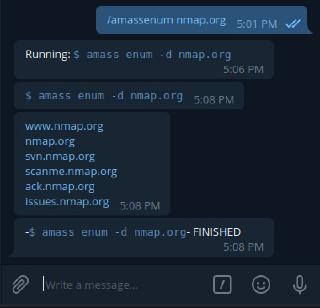 /amassenum nmap.org 5:01 PM
Running: $ amass enum -d nmap.org
5:06 PM
$ amass enum -d nmap.org 5:08 PM
www.nmap.org
nmap.org
svn.nmap.org
scanme.nmap.org
ack.nmap.org
issues.nmap.org 5:08 PM
-$ amass enum -d nmap.org- FINISHED
5:08 PM
Write a message...